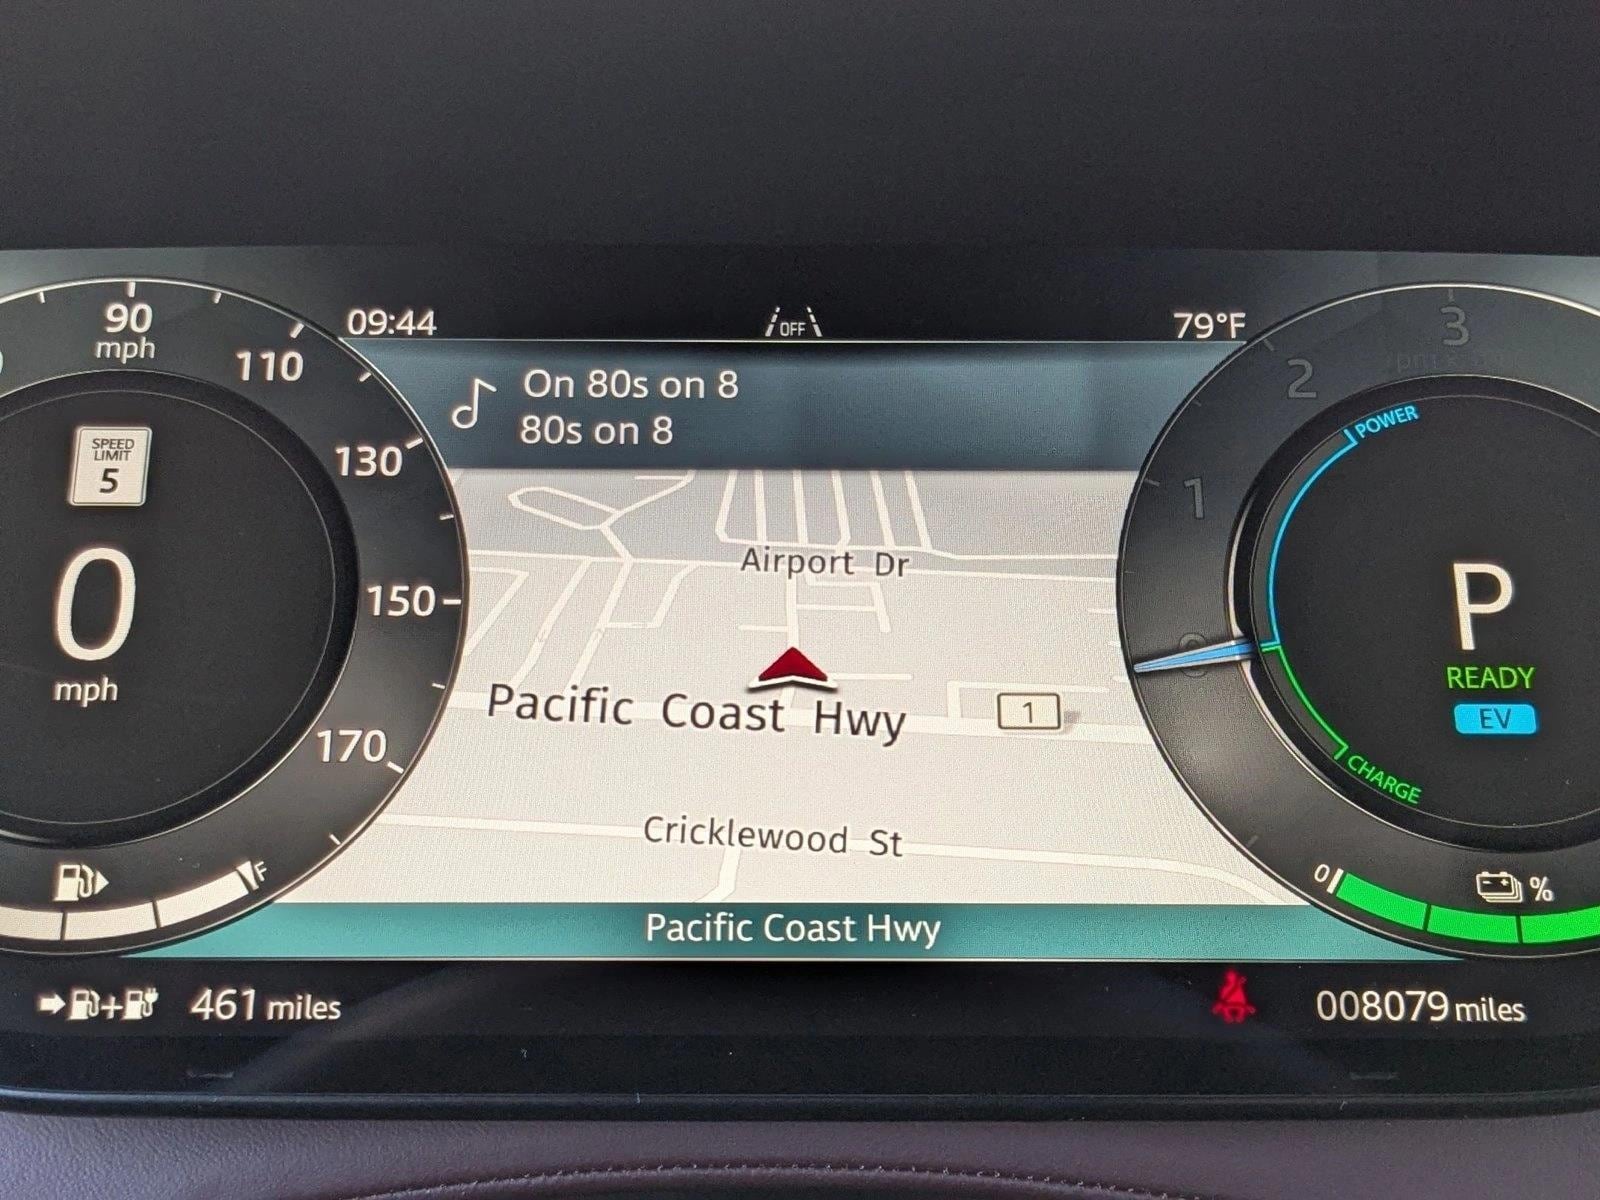 09:44
OFF
79°F
On 80s on 8
80s on 8
90
mph
110
130
150
170
SPEED
LIMIT
5
0
mph
F
Airport Dr
Pacific Coast Hwy
1
Cricklewood St
Pacific Coast Hwy
3
2
1
0
POWER
P
READY
EV
CHARGE
0
%
461 miles
008079 miles